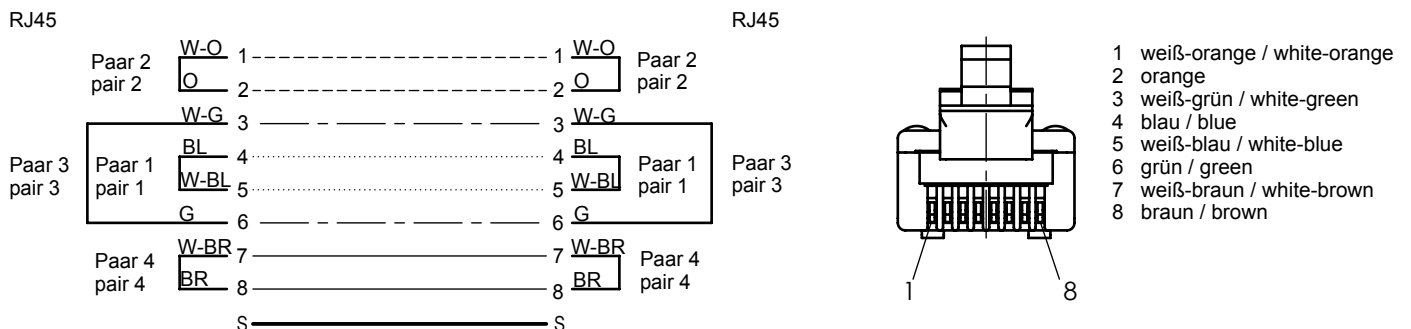 RJ45
RJ45
Paar 2
pair 2
W-O 1
O 2
1 W-O
2 O
Paar 2
pair 2
Paar 3
pair 3
W-G 3
3 W-G
Paar 3
pair 3
Paar 1
pair 1
BL 4
W-BL 5
4 BL
5 W-BL
Paar 1
pair 1
G 6
6 G
Paar 4
pair 4
W-BR 7
BR 8
7 W-BR
8 BR
Paar 4
pair 4
S S
1 8
1 weiß-orange / white-orange
2 orange
3 weiß-grün / white-green
4 blau / blue
5 weiß-blau / white-blue
6 grün / green
7 weiß-braun / white-brown
8 braun / brown